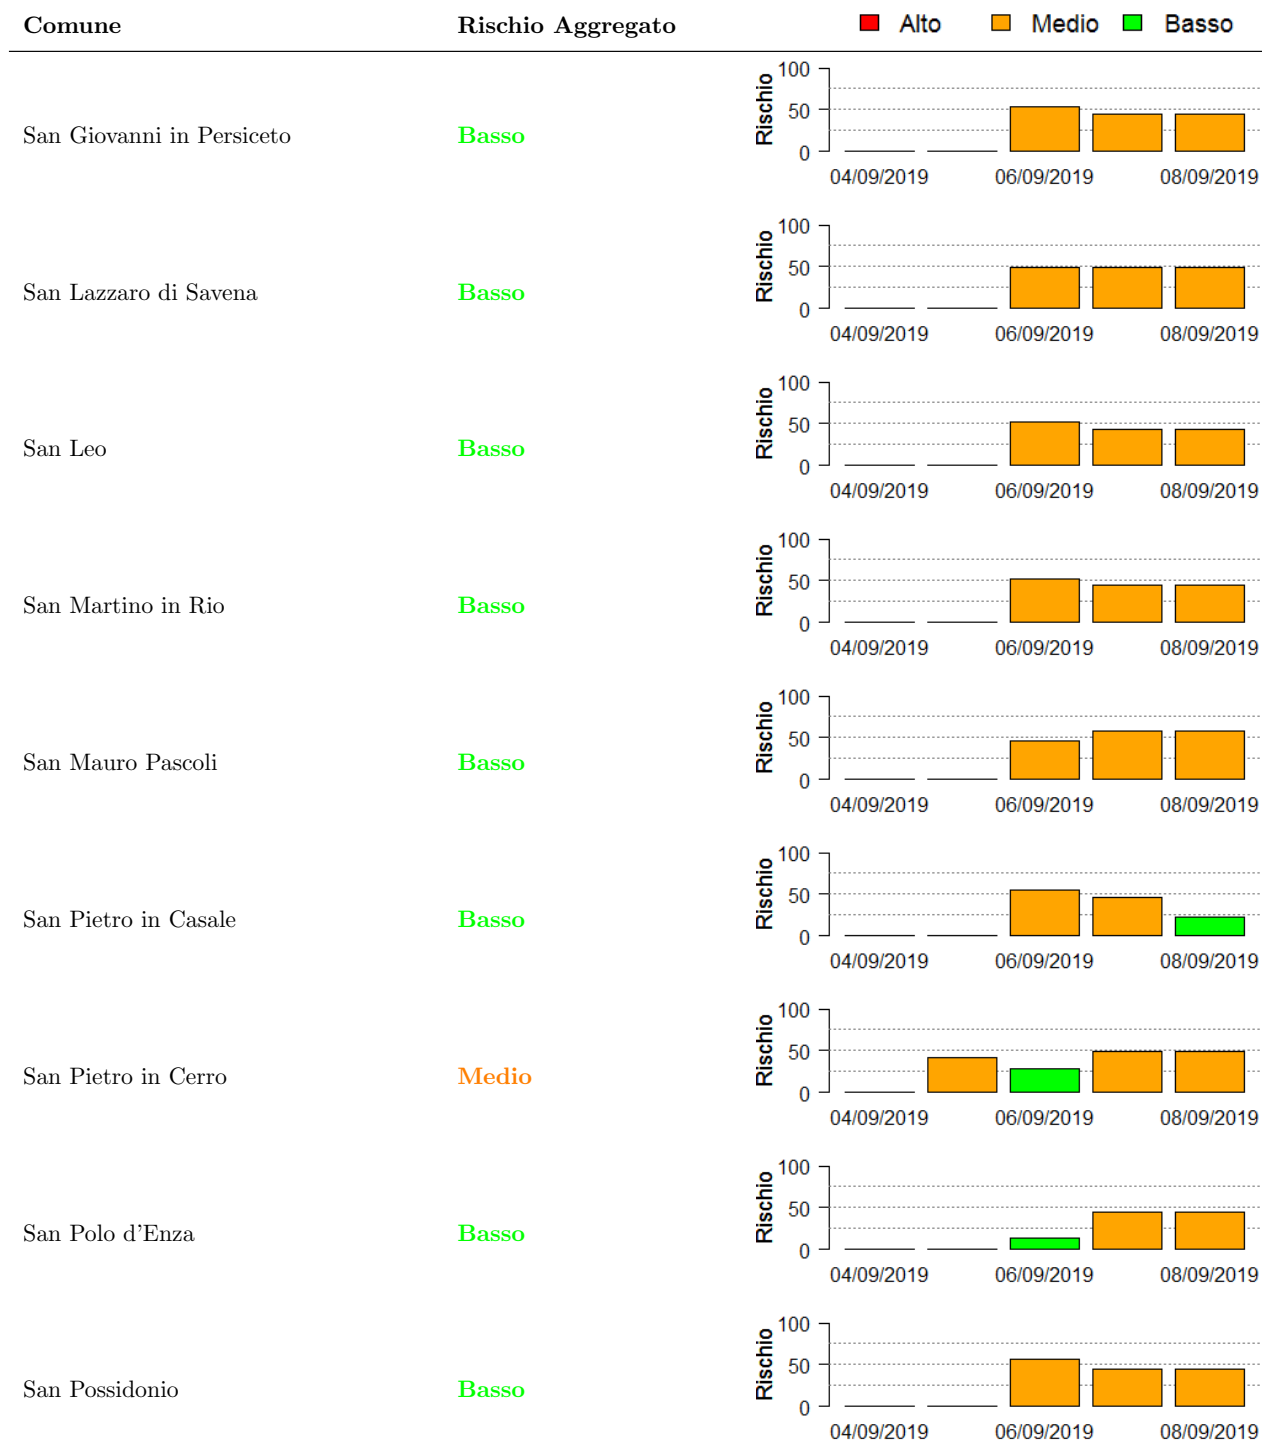 Comune Rischio Aggregato Alto Medio Basso
San Giovanni in Persiceto Basso Rischio 100 50 0
04/09/2019 06/09/2019 08/09/2019
San Lazzaro di Savena Basso Rischio 100 50 0
04/09/2019 06/09/2019 08/09/2019
San Leo Basso Rischio 100 50 0
04/09/2019 06/09/2019 08/09/2019
San Martino in Rio Basso Rischio 100 50 0
04/09/2019 06/09/2019 08/09/2019
San Mauro Pascoli Basso Rischio 100 50 0
04/09/2019 06/09/2019 08/09/2019
San Pietro in Casale Basso Rischio 100 50 0
04/09/2019 06/09/2019 08/09/2019
San Pietro in Cerro Medio Rischio 100 50 0
04/09/2019 06/09/2019 08/09/2019
San Polo d'Enza Basso Rischio 100 50 0
04/09/2019 06/09/2019 08/09/2019
San Possidonio Basso Rischio 100 50 0
04/09/2019 06/09/2019 08/09/2019